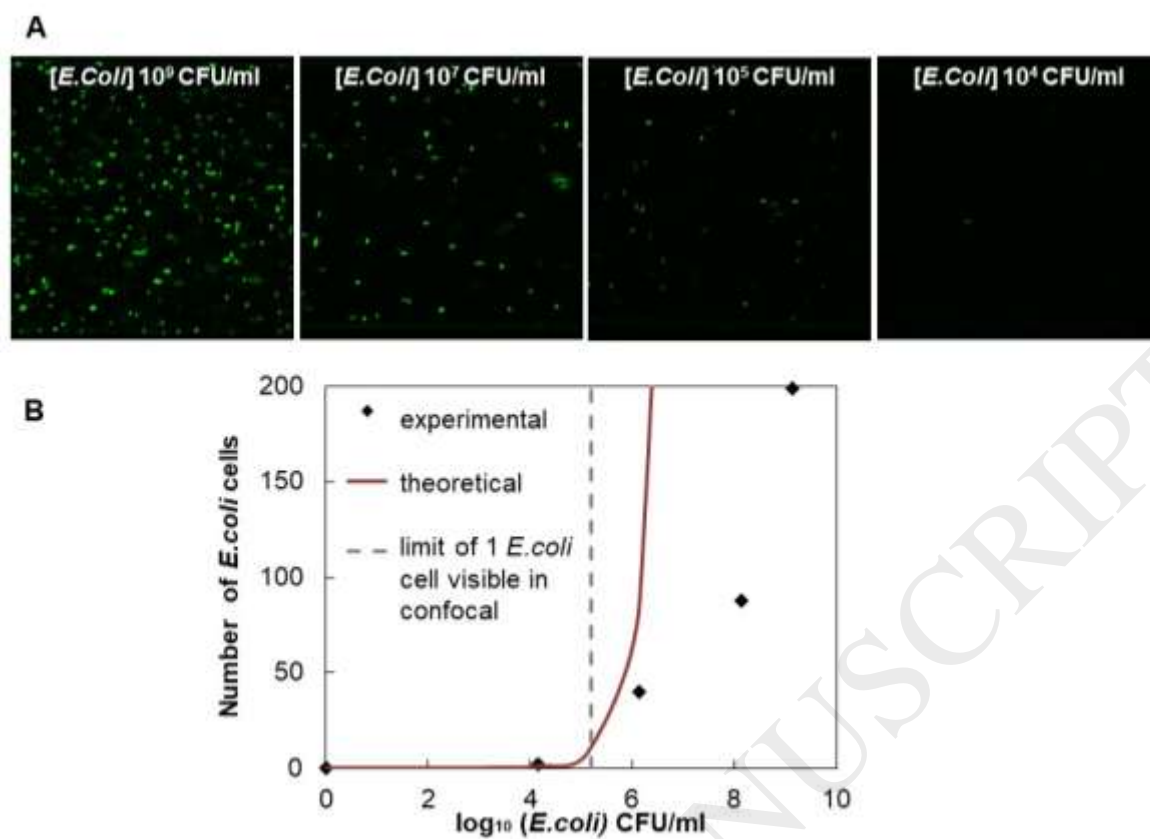 A
[E.Coli] 10⁹ CFU/ml
[E.Coli] 10⁷ CFU/ml
[E.Coli] 10⁵ CFU/ml
[E.Coli] 10⁴ CFU/ml
B
Number of E.coli cells
200
150
100
50
0
experimental
theoretical
limit of 1 E.coli
cell visible in
confocal
0 2 4 6 8 10
log₁₀ (E.coli) CFU/ml
NUSCRIPT